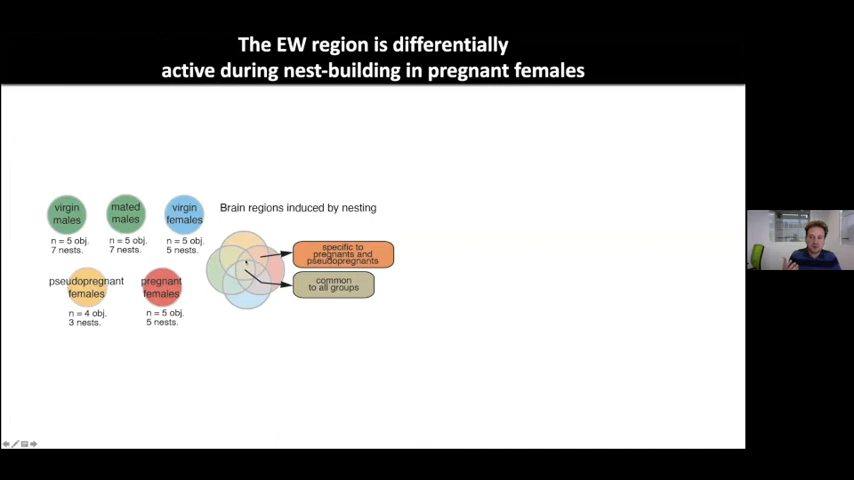 The EW region is differentially
active during nest-building in pregnant females
virgin
males
mated
males
virgin
females
n = 5 obj.
7 nests.
n = 5 obj.
7 nests.
n = 5 obj.
5 nests.
pseudopregnant
females
pregnant
females
n = 4 obj.
3 nests.
n = 5 obj.
5 nests.
Brain regions induced by nesting
specific to
pregnants and
pseudopregnants
common
to all groups